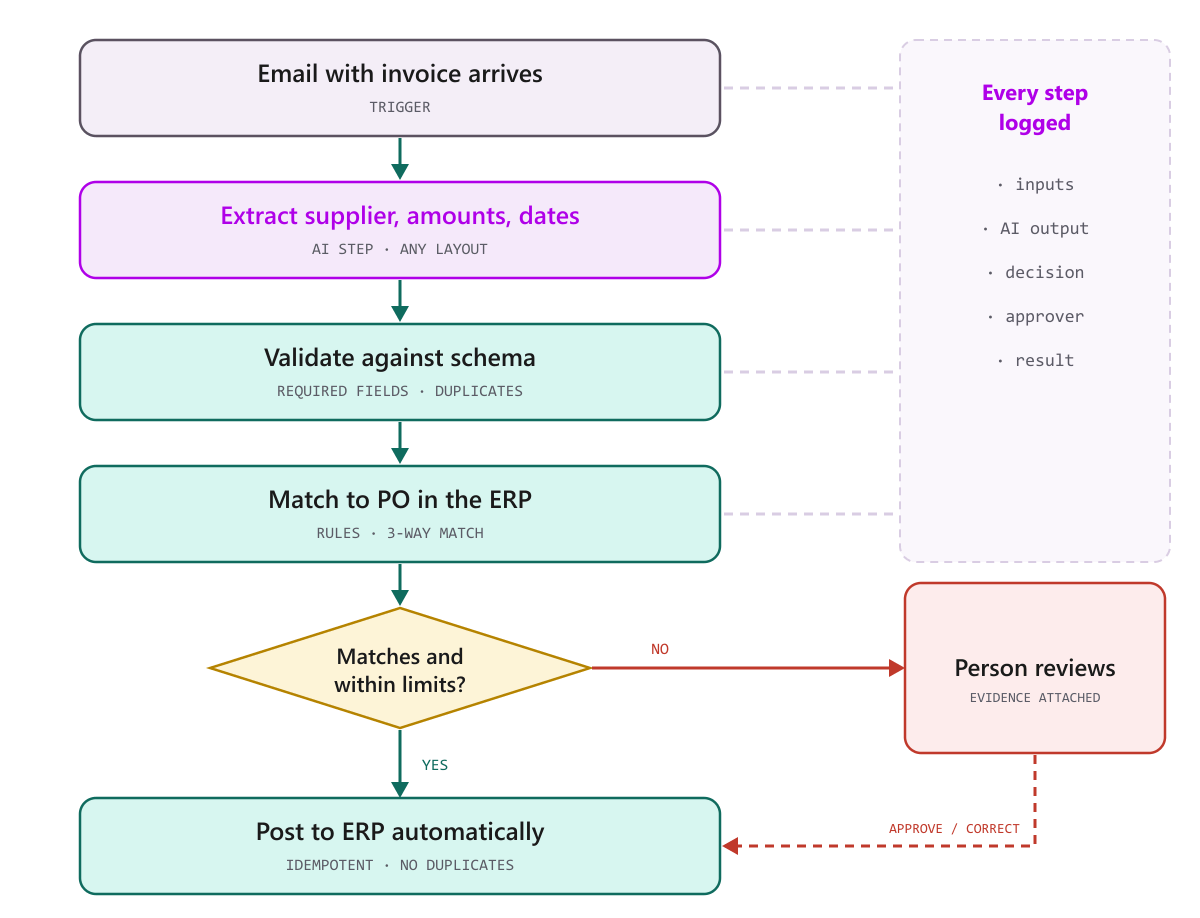 Email with invoice arrives
TRIGGER
Every step
logged
· inputs
· AI output
· decision
· approver
· result
Extract supplier, amounts, dates
AI STEP · ANY LAYOUT
Validate against schema
REQUIRED FIELDS · DUPLICATES
Match to PO in the ERP
RULES · 3-WAY MATCH
Matches and
within limits?
NO
Person reviews
EVIDENCE ATTACHED
YES
APPROVE / CORRECT
Post to ERP automatically
IDEMPOTENT · NO DUPLICATES